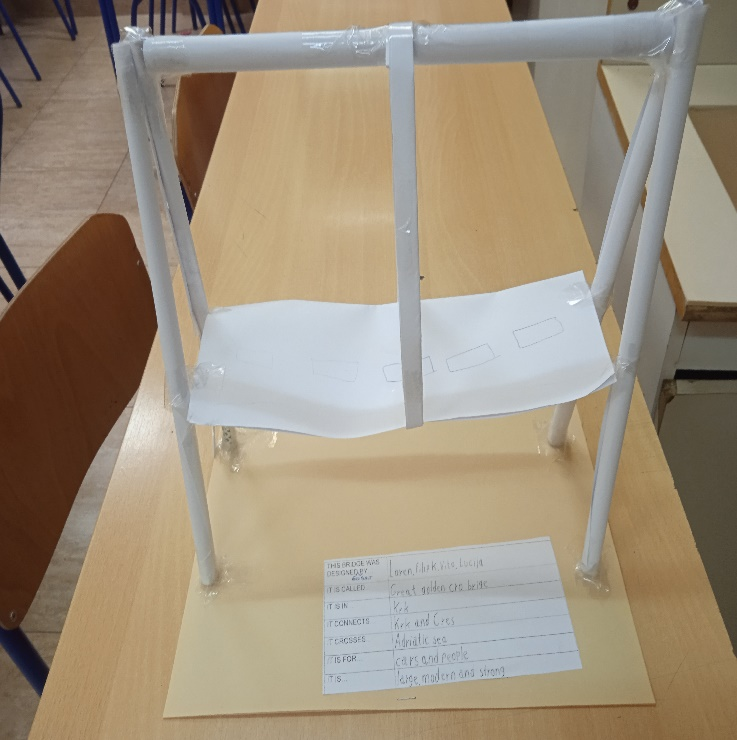 THIS BRIDGE WAS DESIGNED BY Loren, Vito, Lucija
IT IS CALLED Great golden cres
IT IS IN Krk
IT CONNECTS Krk and Cres
IT CROSSES Adriatic sea
IT IS FOR... cars and people
IT IS... large, modern and strong